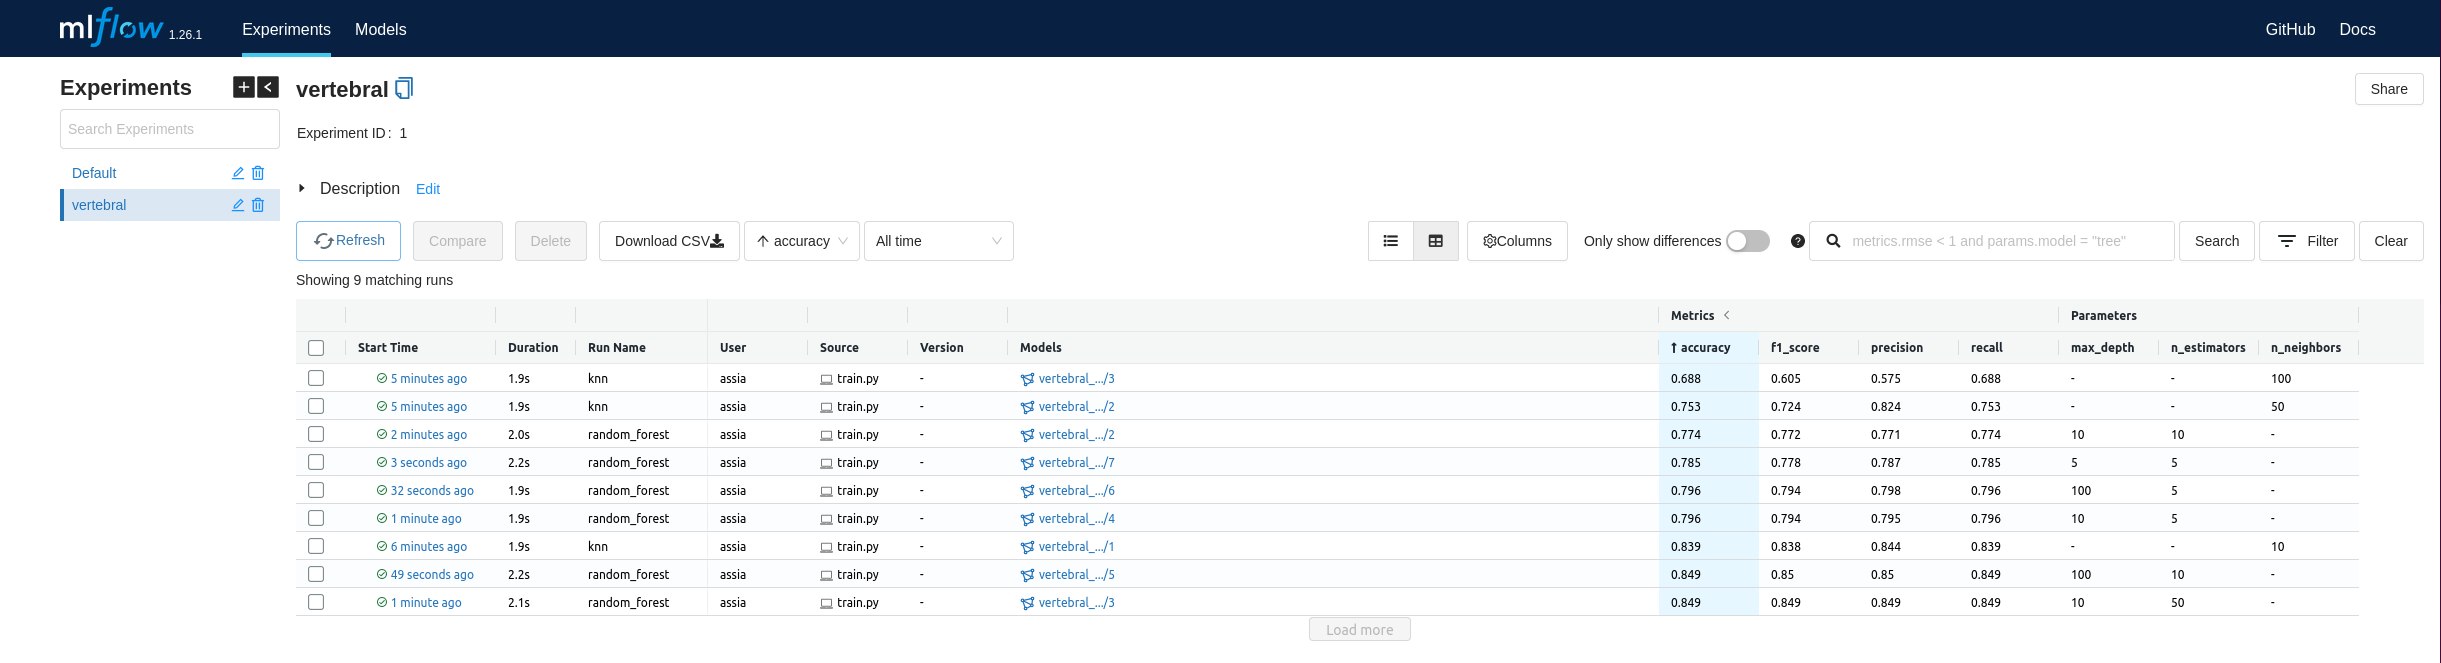 mlflow 1.26.1 Experiments Models GitHub Docs
Experiments
Search Experiments
Default
vertebral
vertebral
Share
Experiment ID: 1
Description Edit
Refresh Compare Delete Download CSV accuracy All time Columns Only show differences metrics.rmse < 1 and params.model = "tree" Search Filter Clear
Showing 9 matching runs
Metrics Parameters
Start Time Duration Run Name User Source Version Models ↑ accuracy f1_score precision recall max_depth n_estimators n_neighbors
5 minutes ago 1.9s knn assia train.py - vertebral_.../3 0.688 0.605 0.575 0.688 - - 100
5 minutes ago 1.9s knn assia train.py - vertebral_.../2 0.753 0.724 0.824 0.753 - - 50
2 minutes ago 2.0s random_forest assia train.py - vertebral_.../2 0.774 0.772 0.771 0.774 10 10 -
3 seconds ago 2.2s random_forest assia train.py - vertebral_.../7 0.785 0.778 0.787 0.785 5 5 -
32 seconds ago 1.9s random_forest assia train.py - vertebral_.../6 0.796 0.794 0.798 0.796 100 5 -
1 minute ago 1.9s random_forest assia train.py - vertebral_.../4 0.796 0.794 0.795 0.796 10 5 -
6 minutes ago 1.9s knn assia train.py - vertebral_.../1 0.839 0.838 0.844 0.839 - - 10
49 seconds ago 2.2s random_forest assia train.py - vertebral_.../5 0.849 0.85 0.85 0.849 100 10 -
1 minute ago 2.1s random_forest assia train.py - vertebral_.../3 0.849 0.849 0.849 0.849 10 50 -
Load more